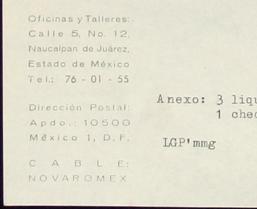 Oficinas y Talleres:
Calle 5, No. 12,
Naucalpan de Juárez,
Estado de México
Tel.: 76-01-55
Dirección Postal:
Apdo.: 10500
México 1, D. F.
CABLE:
NOVAROMEX
Anexo: 3
1
LGP'mmg